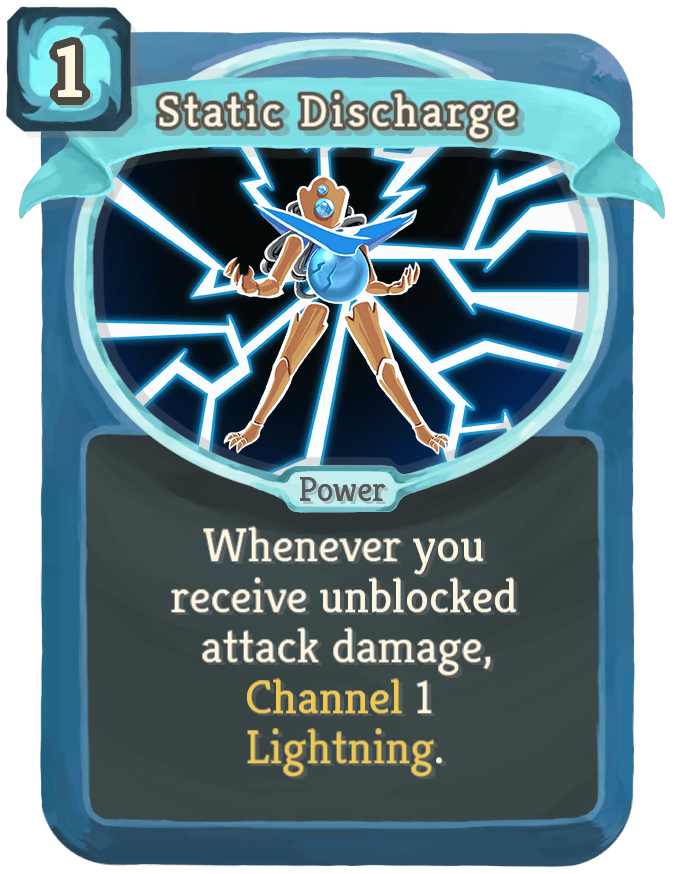 1
Static Discharge
Power
Whenever you
receive unblocked
attack damage,
Channel 1
Lightning.